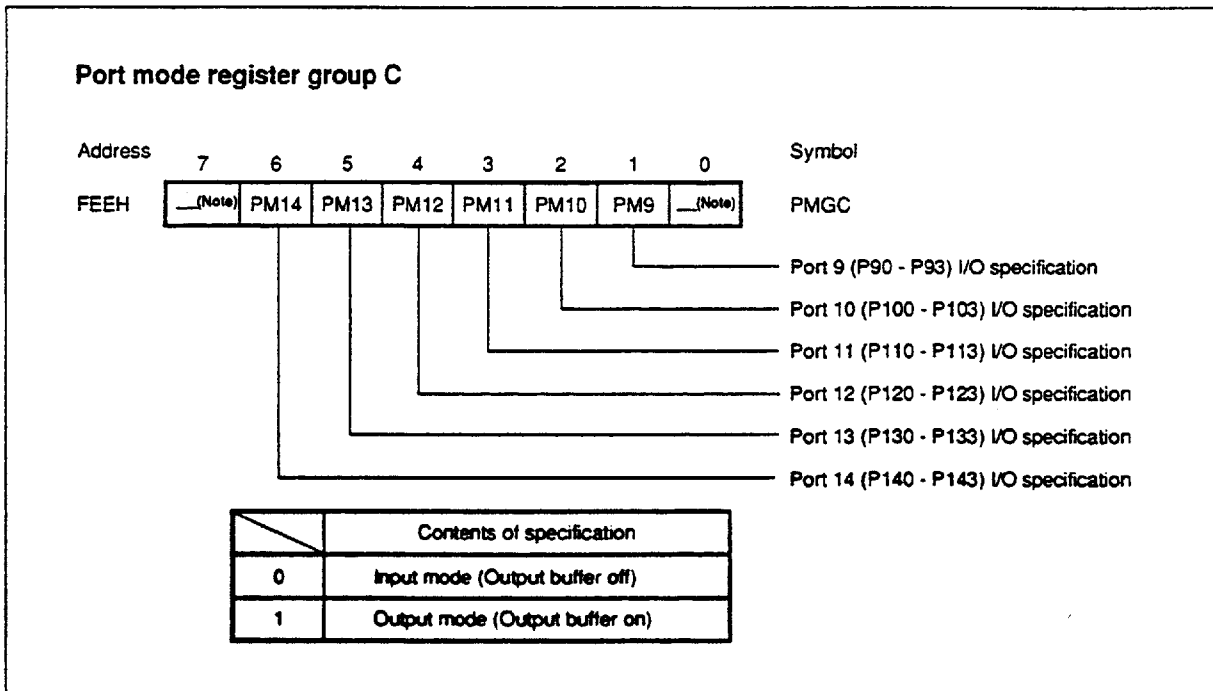 Port mode register group C
Address 7 6 5 4 3 2 1 0 Symbol
FEEH __(Note) PM14 PM13 PM12 PM11 PM10 PM9 __(Note) PMGC
Port 9 (P90 - P93) I/O specification
Port 10 (P100 - P103) I/O specification
Port 11 (P110 - P113) I/O specification
Port 12 (P120 - P123) I/O specification
Port 13 (P130 - P133) I/O specification
Port 14 (P140 - P143) I/O specification
Contents of specification
0 Input mode (Output buffer off)
1 Output mode (Output buffer on)